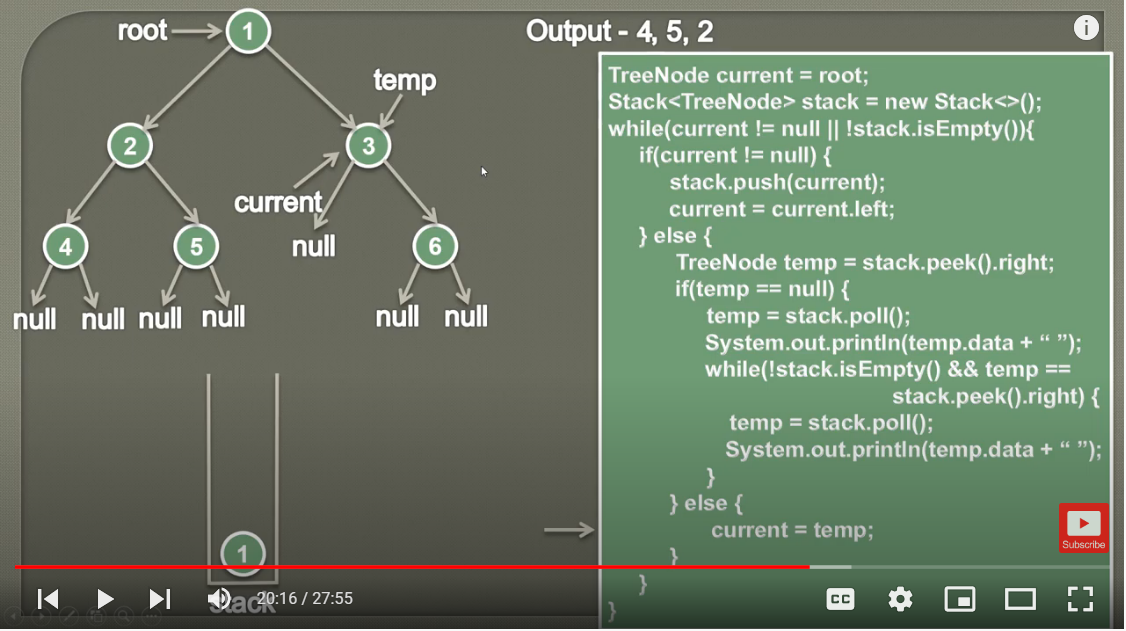 root
1
Output - 4, 5, 2
i
temp
2
3
current
null
4
5
6
null
null
null
null
null
null
1
stack
TreeNode current = root;
Stack<TreeNode> stack = new Stack<>();
while(current != null || !stack.isEmpty()){
if(current != null) {
stack.push(current);
current = current.left;
} else {
TreeNode temp = stack.peek().right;
if(temp == null) {
temp = stack.poll();
System.out.println(temp.data + “ ”);
while(!stack.isEmpty() && temp ==
stack.peek().right) {
temp = stack.poll();
System.out.println(temp.data + “ ”);
}
} else {
current = temp;
}
}
}
Subscribe
20:16 / 27:55
CC